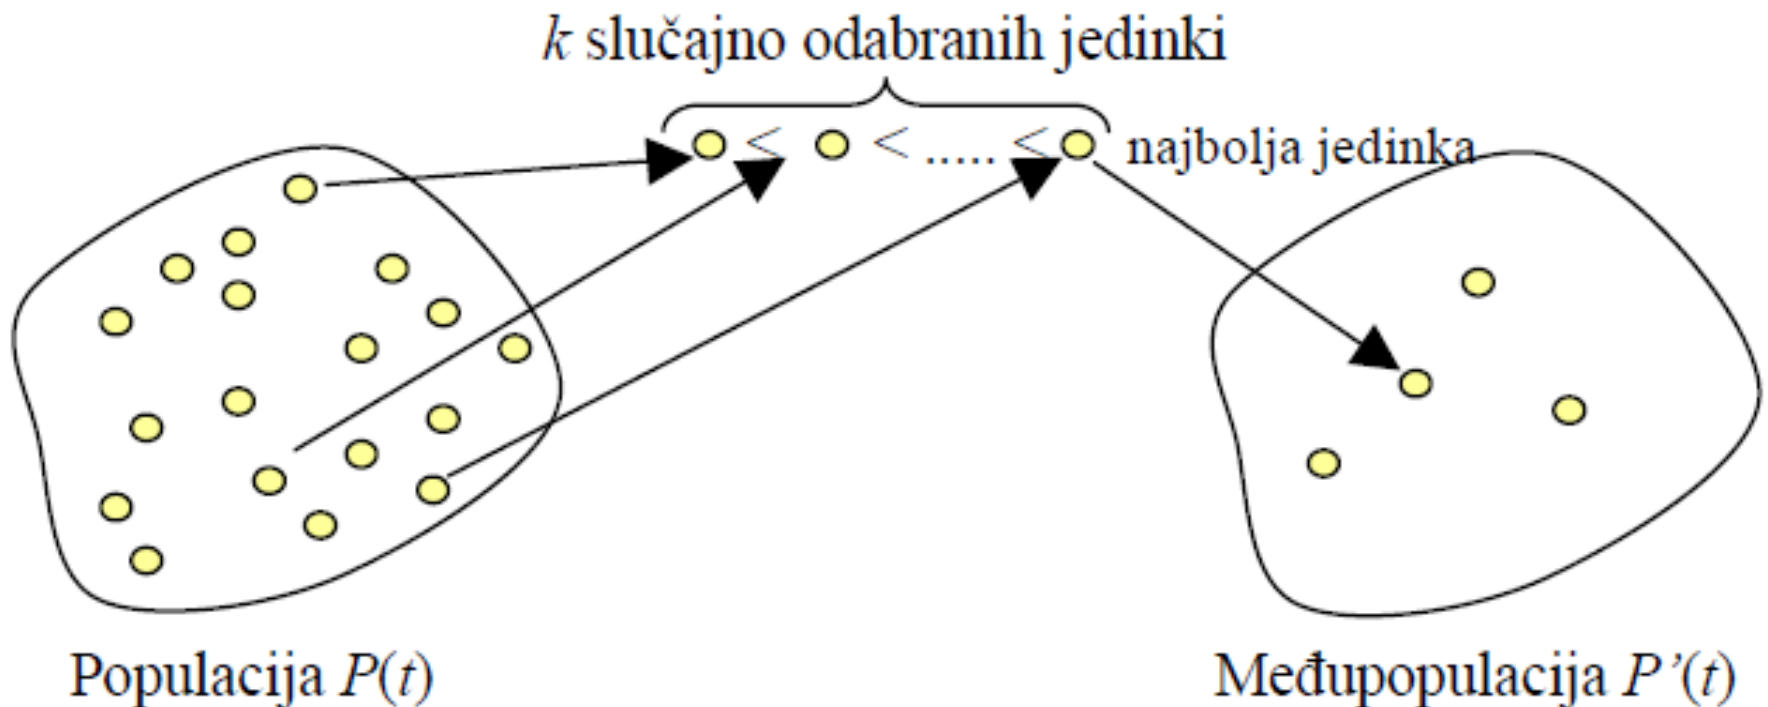 k slučajno odabranih jedinki
< < ..... < najbolja jedinka
Populacija P(t)
Međupopulacija P’(t)